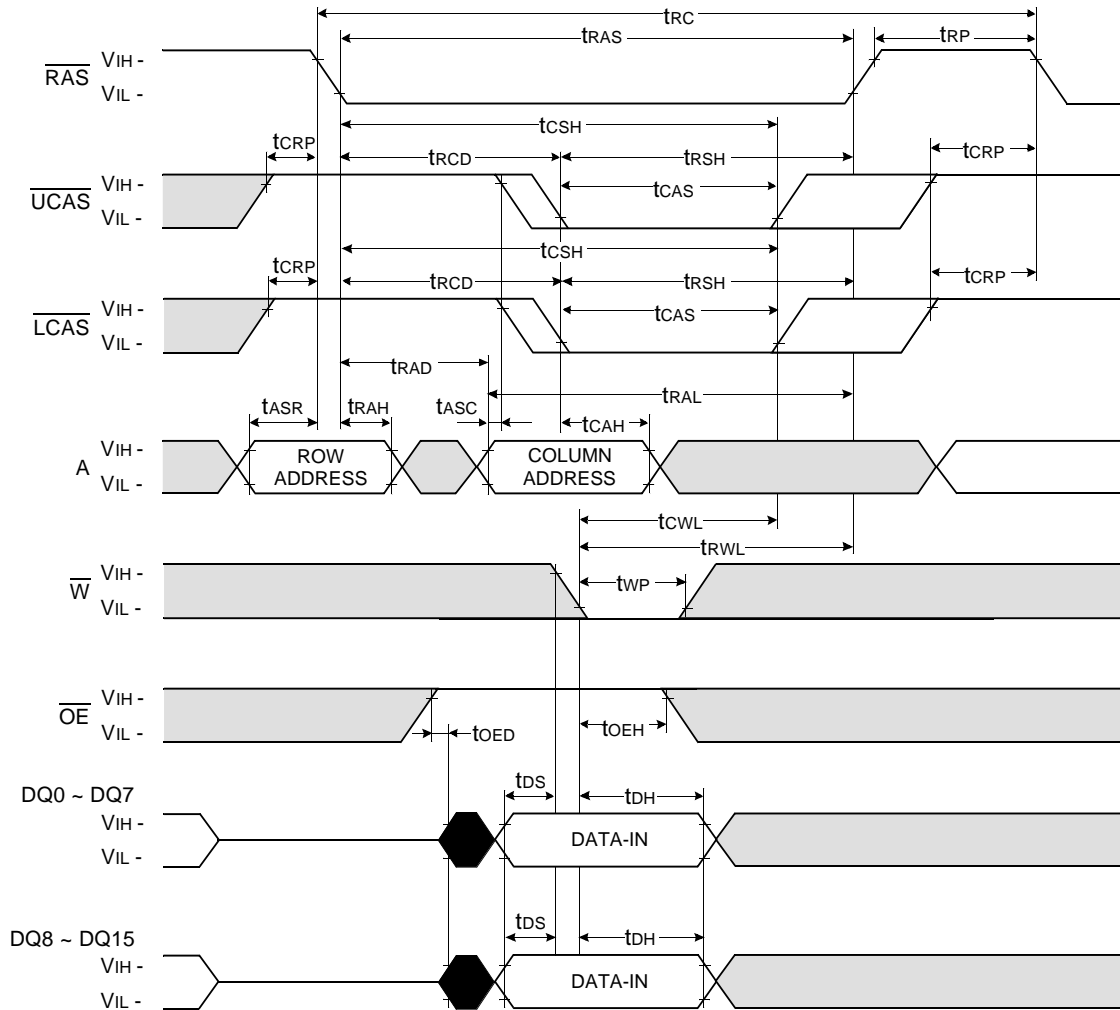 tRC
tRAS
tRP
RAS
VIH -
VIL -
tCSH
tCRP
tRCD
tRSH
tCRP
UCAS
VIH -
VIL -
tCAS
tCSH
tCRP
tRCD
tRSH
tCRP
LCAS
VIH -
VIL -
tCAS
tRAD
tRAL
tASR
tRAH
tASC
tCAH
A
VIH -
VIL -
ROW
ADDRESS
COLUMN
ADDRESS
tCWL
tRWL
W
VIH -
VIL -
tWP
OE
VIH -
VIL -
tOED
tOEH
DQ0 ~ DQ7
VIH -
VIL -
tDS
tDH
DATA-IN
DQ8 ~ DQ15
VIH -
VIL -
tDS
tDH
DATA-IN